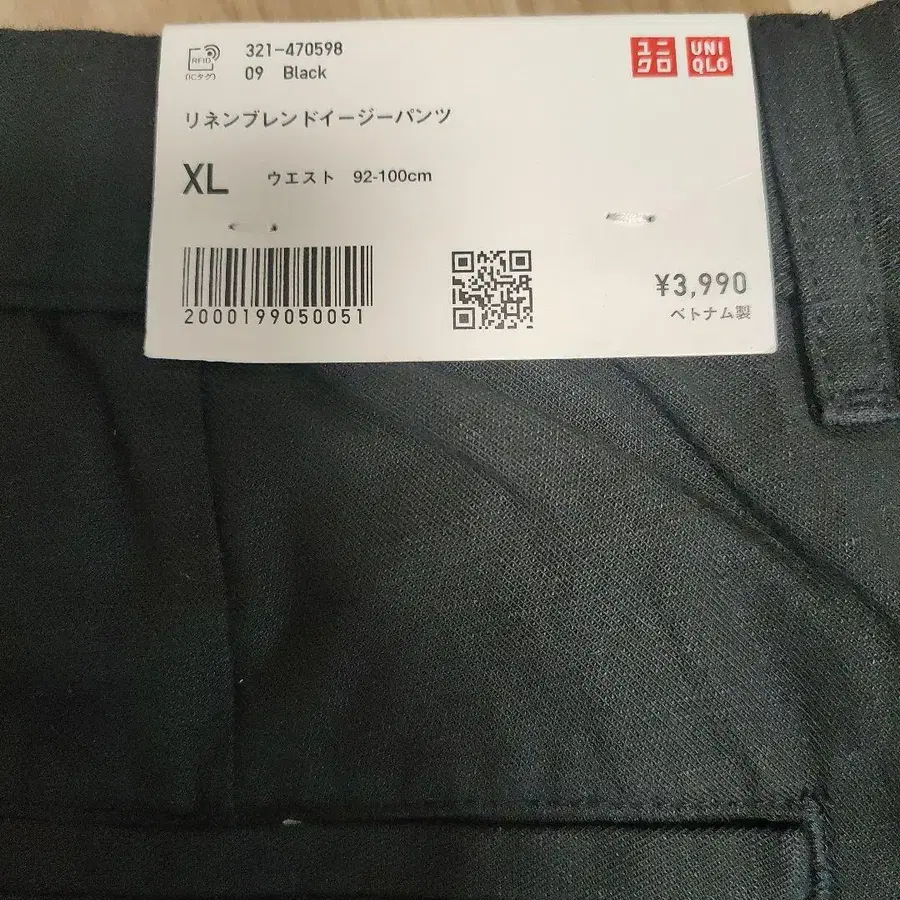 RFID
(ICタグ)
321-470598
09 Black
ユニ
クロ
UNI
QLO
リネンブレンドイージーパンツ
XL ウエスト 92-100cm
2000199050051
¥3,990
ベトナム製